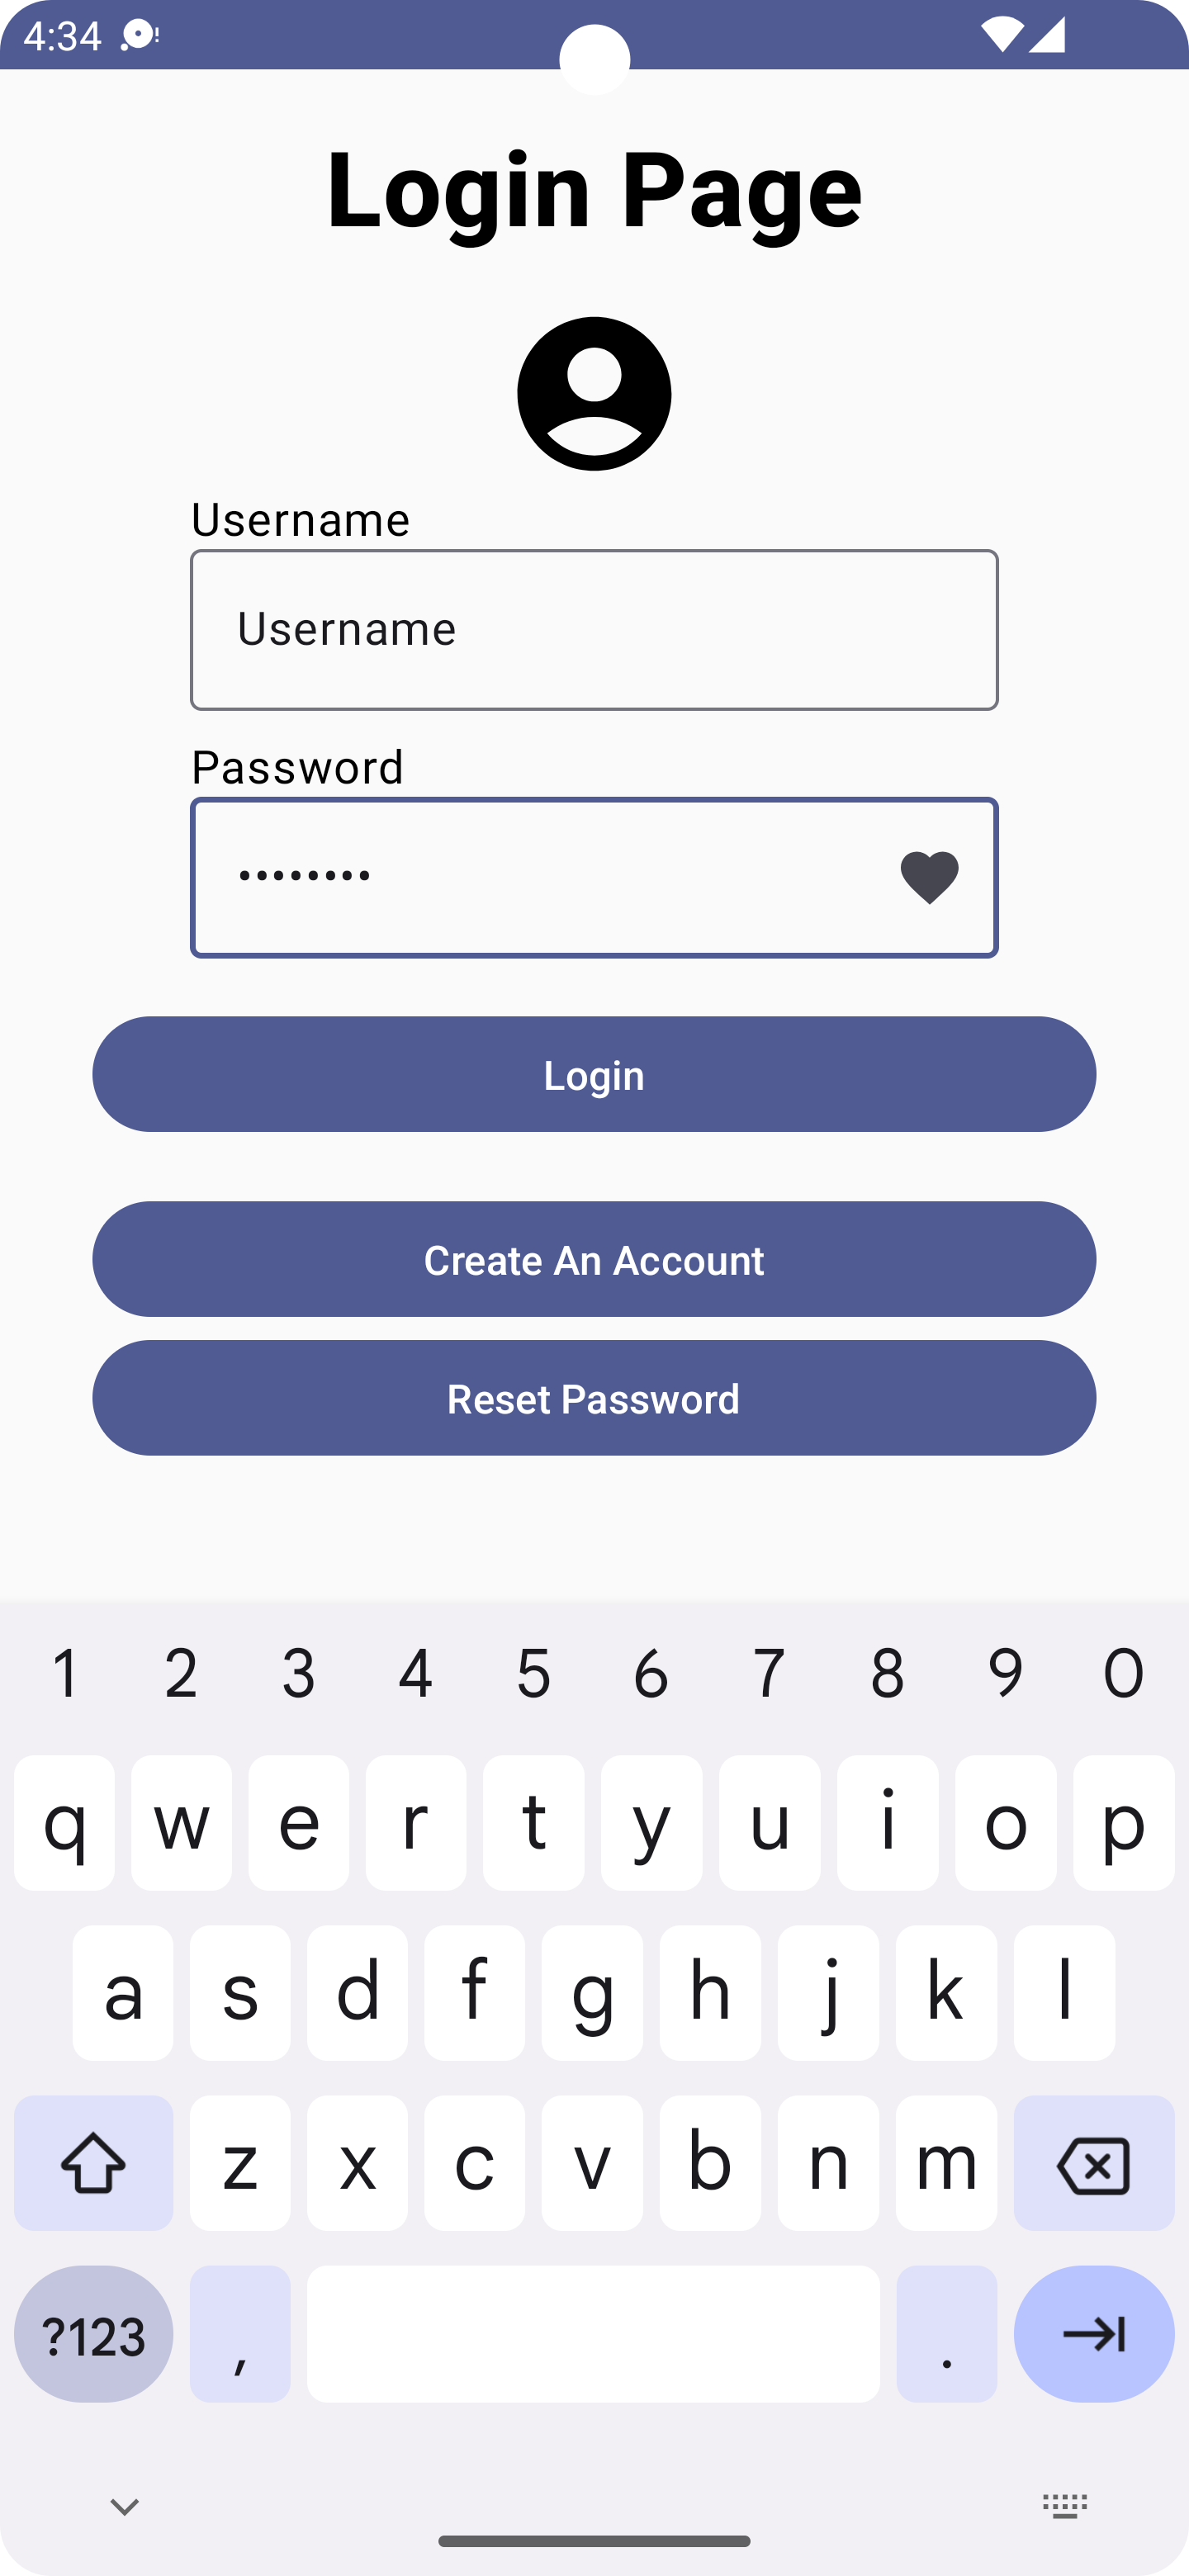 4:34
Login Page
Username
Username
Password
••••••••
Login
Create An Account
Reset Password
1 2 3 4 5 6 7 8 9 0
q w e r t y u i o p
a s d f g h j k l
z x c v b n m
?123 , .